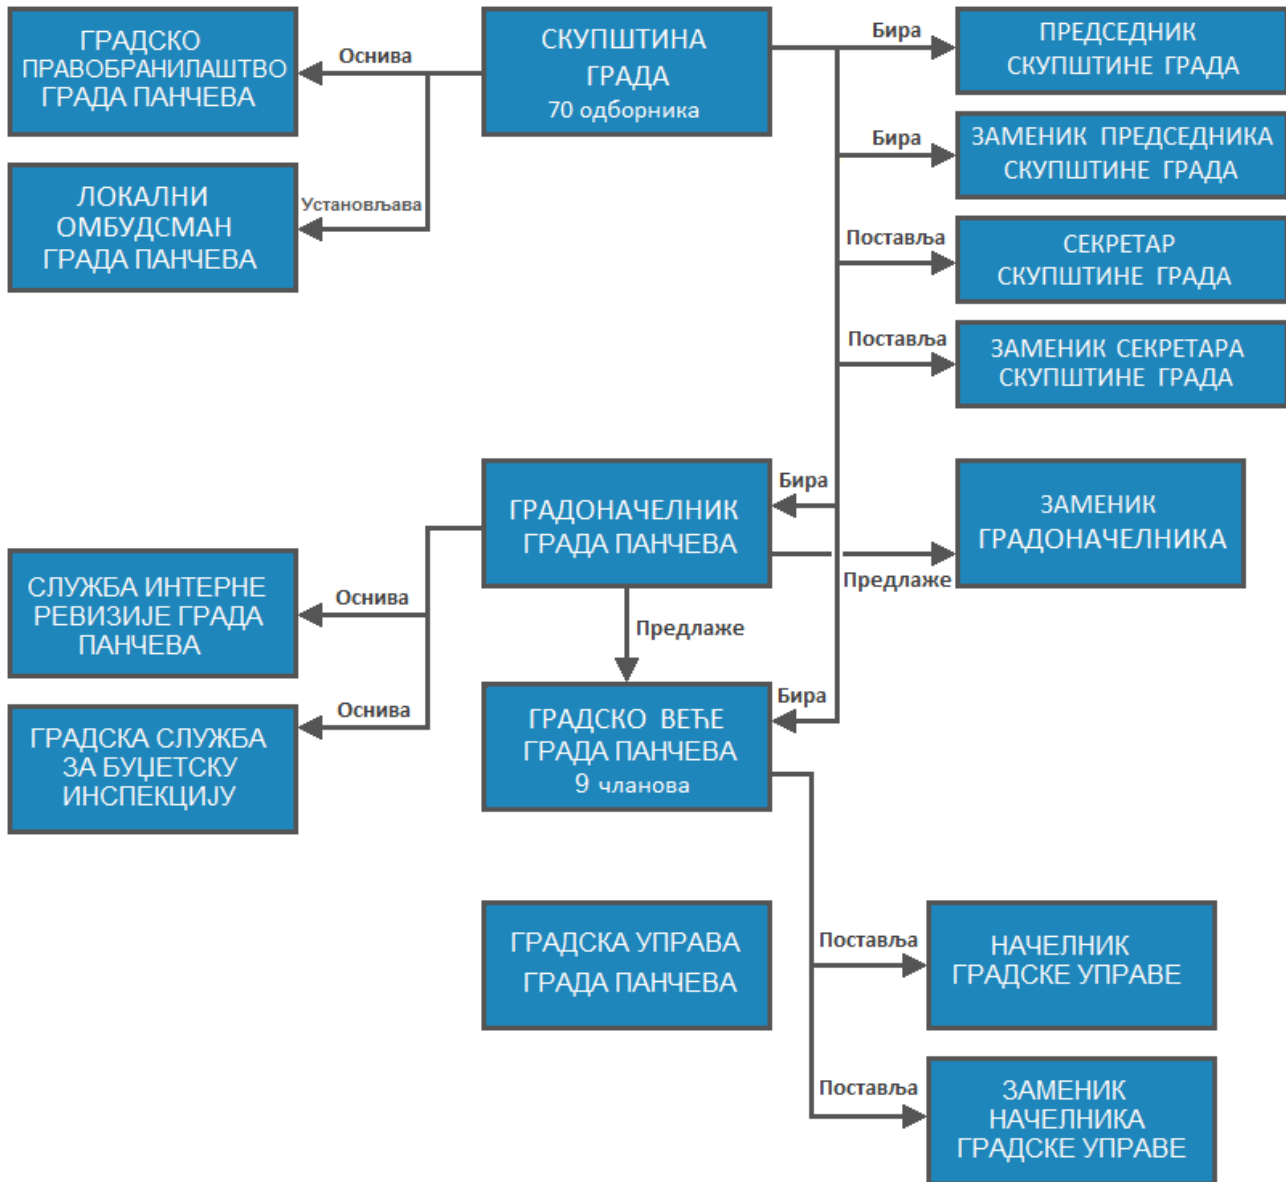 ГРАДСКО
ПРАВОБРАНИЛАШТВО
ГРАДА ПАНЧЕВА
Оснива
СКУПШТИНА
ГРАДА
70 одборника
Бира
ПРЕДСЕДНИК
СКУПШТИНЕ ГРАДА
Бира
ЗАМЕНИК ПРЕДСЕДНИКА
СКУПШТИНЕ ГРАДА
ЛОКАЛНИ
ОМБУДСМАН
ГРАДА ПАНЧЕВА
Установљава
Поставља
СЕКРЕТАР
СКУПШТИНЕ ГРАДА
Поставља
ЗАМЕНИК СЕКРЕТАРА
СКУПШТИНЕ ГРАДА
ГРАДОНАЧЕЛНИК
ГРАДА ПАНЧЕВА
Бира
ЗАМЕНИК
ГРАДОНАЧЕЛНИКА
Предлаже
СЛУЖБА ИНТЕРНЕ
РЕВИЗИЈЕ ГРАДА
ПАНЧЕВА
Оснива
Предлаже
ГРАДСКА СЛУЖБА
ЗА БУЏЕТСКУ
ИНСПЕКЦИЈУ
Оснива
ГРАДСКО ВЕЋЕ
ГРАДА ПАНЧЕВА
9 чланова
Бира
ГРАДСКА УПРАВА
ГРАДА ПАНЧЕВА
Поставља
НАЧЕЛНИК
ГРАДСКЕ УПРАВЕ
Поставља
ЗАМЕНИК
НАЧЕЛНИКА
ГРАДСКЕ УПРАВЕ